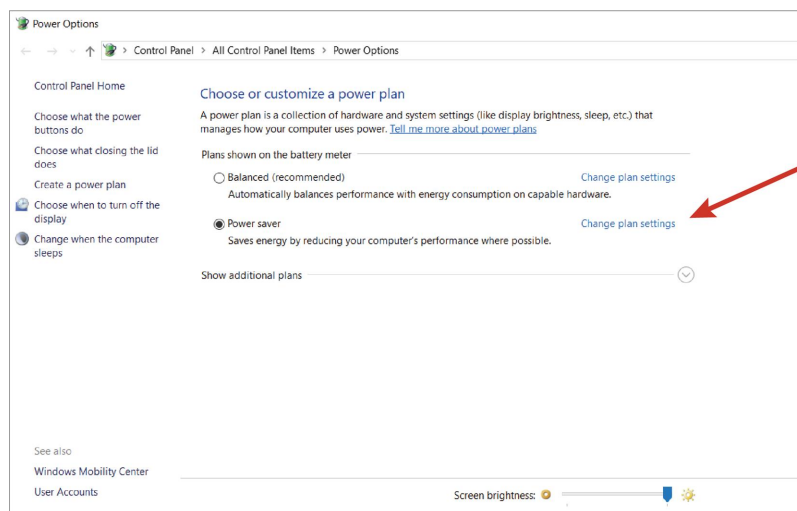 Power Options
Control Panel > All Control Panel Items > Power Options
Control Panel Home
Choose what the power
buttons do
Choose what closing the lid
does
Create a power plan
Choose when to turn off the
display
Change when the computer
sleeps
Choose or customize a power plan
A power plan is a collection of hardware and system settings (like display brightness, sleep, etc.) that
manages how your computer uses power. Tell me more about power plans
Plans shown on the battery meter
Balanced (recommended) Change plan settings
Automatically balances performance with energy consumption on capable hardware.
Power saver Change plan settings
Saves energy by reducing your computer's performance where possible.
Show additional plans
See also
Windows Mobility Center
User Accounts
Screen brightness: